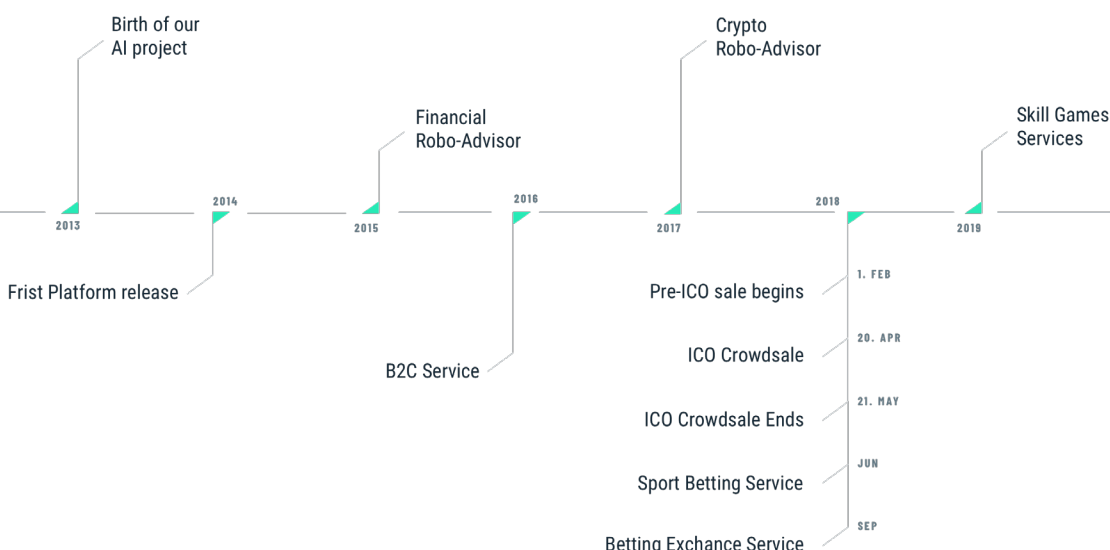 Birth of our
AI project
2013
2014
Frist Platform release
Financial
Robo-Advisor
2015
2016
B2C Service
Crypto
Robo-Advisor
2017
2018
1. FEB
Pre-ICO sale begins
20. APR
ICO Crowdsale
21. MAY
ICO Crowdsale Ends
JUN
Sport Betting Service
SEP
Betting Exchange Service
Skill Games
Services
2019